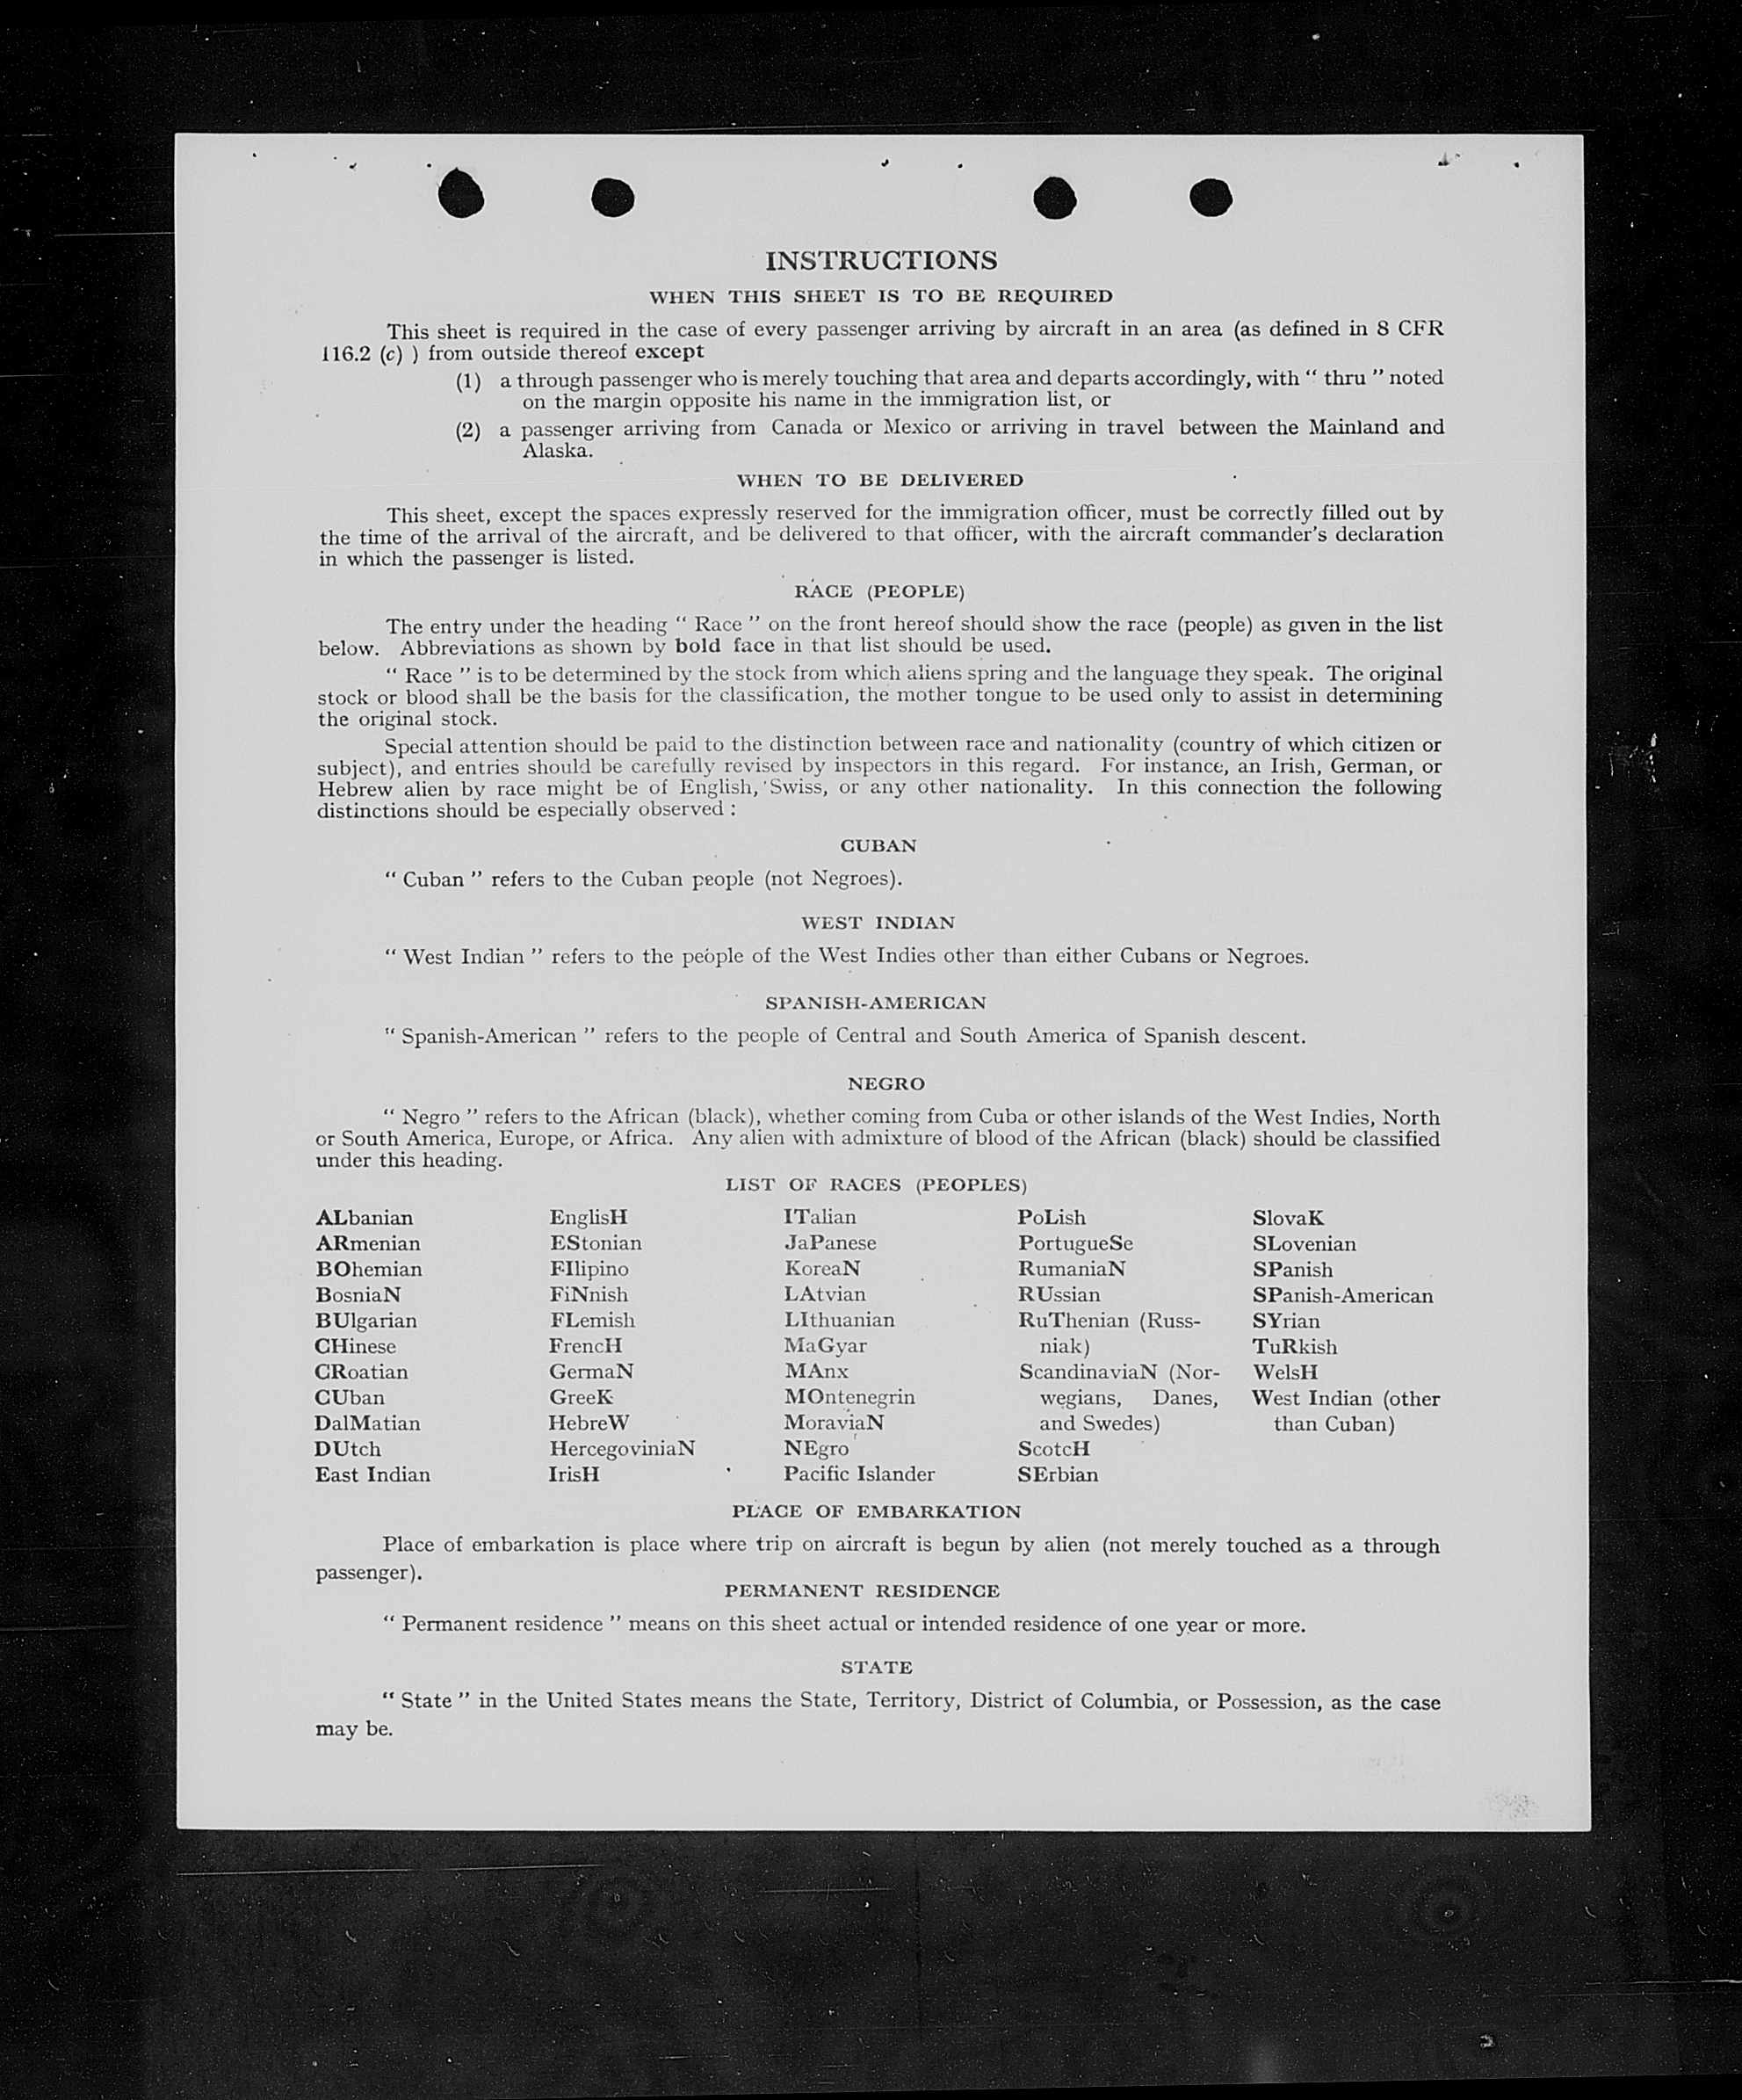 INSTRUCTIONS
WHEN THIS SHEET IS TO BE REQUIRED
This sheet is required in the case of every passenger arriving by aircraft in an area (as defined in 8 CFR
116.2 (c) ) from outside thereof except
(1) a through passenger who is merely touching that area and departs accordingly, with “ thru ” noted
on the margin opposite his name in the immigration list, or
(2) a passenger arriving from Canada or Mexico or arriving in travel between the Mainland and
Alaska.
WHEN TO BE DELIVERED
This sheet, except the spaces expressly reserved for the immigration officer, must be correctly filled out by
the time of the arrival of the aircraft, and be delivered to that officer, with the aircraft commander’s declaration
in which the passenger is listed.
RACE (PEOPLE)
The entry under the heading “ Race ” on the front hereof should show the race (people) as given in the list
below. Abbreviations as shown by bold face in that list should be used.
“ Race ” is to be determined by the stock from which aliens spring and the language they speak. The original
stock or blood shall be the basis for the classification, the mother tongue to be used only to assist in determining
the original stock.
Special attention should be paid to the distinction between race and nationality (country of which citizen or
subject), and entries should be carefully revised by inspectors in this regard. For instance, an Irish, German, or
Hebrew alien by race might be of English, Swiss, or any other nationality. In this connection the following
distinctions should be especially observed :
CUBAN
“ Cuban ” refers to the Cuban people (not Negroes).
WEST INDIAN
“ West Indian ” refers to the people of the West Indies other than either Cubans or Negroes.
SPANISH-AMERICAN
“ Spanish-American ” refers to the people of Central and South America of Spanish descent.
NEGRO
“ Negro ” refers to the African (black), whether coming from Cuba or other islands of the West Indies, North
or South America, Europe, or Africa. Any alien with admixture of blood of the African (black) should be classified
under this heading.
LIST OF RACES (PEOPLES)
ALbanian
ARmenian
BOhemian
BosniaN
BUlgarian
CHinese
CRoatian
CUban
DalMatian
DUtch
East Indian
EnglisH
EStonian
FIlipino
FiNnish
FLemish
FrencH
GermaN
GreeK
HebreW
HercegoviniaN
IrisH
ITalian
JaPanese
KoreaN
LAtvian
LIthuanian
MaGyar
MAnx
MOntenegrin
MoraviaN
NEgro
Pacific Islander
PoLish
PortugueSe
RumaniaN
RUssian
RuThenian (Russ-
niak)
ScandinaviaN (Nor-
wegians, Danes,
and Swedes)
ScotcH
SErbian
SlovaK
SLovenian
SPanish
SPanish-American
SYrian
TuRkish
WelsH
West Indian (other
than Cuban)
PLACE OF EMBARKATION
Place of embarkation is place where trip on aircraft is begun by alien (not merely touched as a through
passenger).
PERMANENT RESIDENCE
“ Permanent residence ” means on this sheet actual or intended residence of one year or more.
STATE
“ State ” in the United States means the State, Territory, District of Columbia, or Possession, as the case
may be.